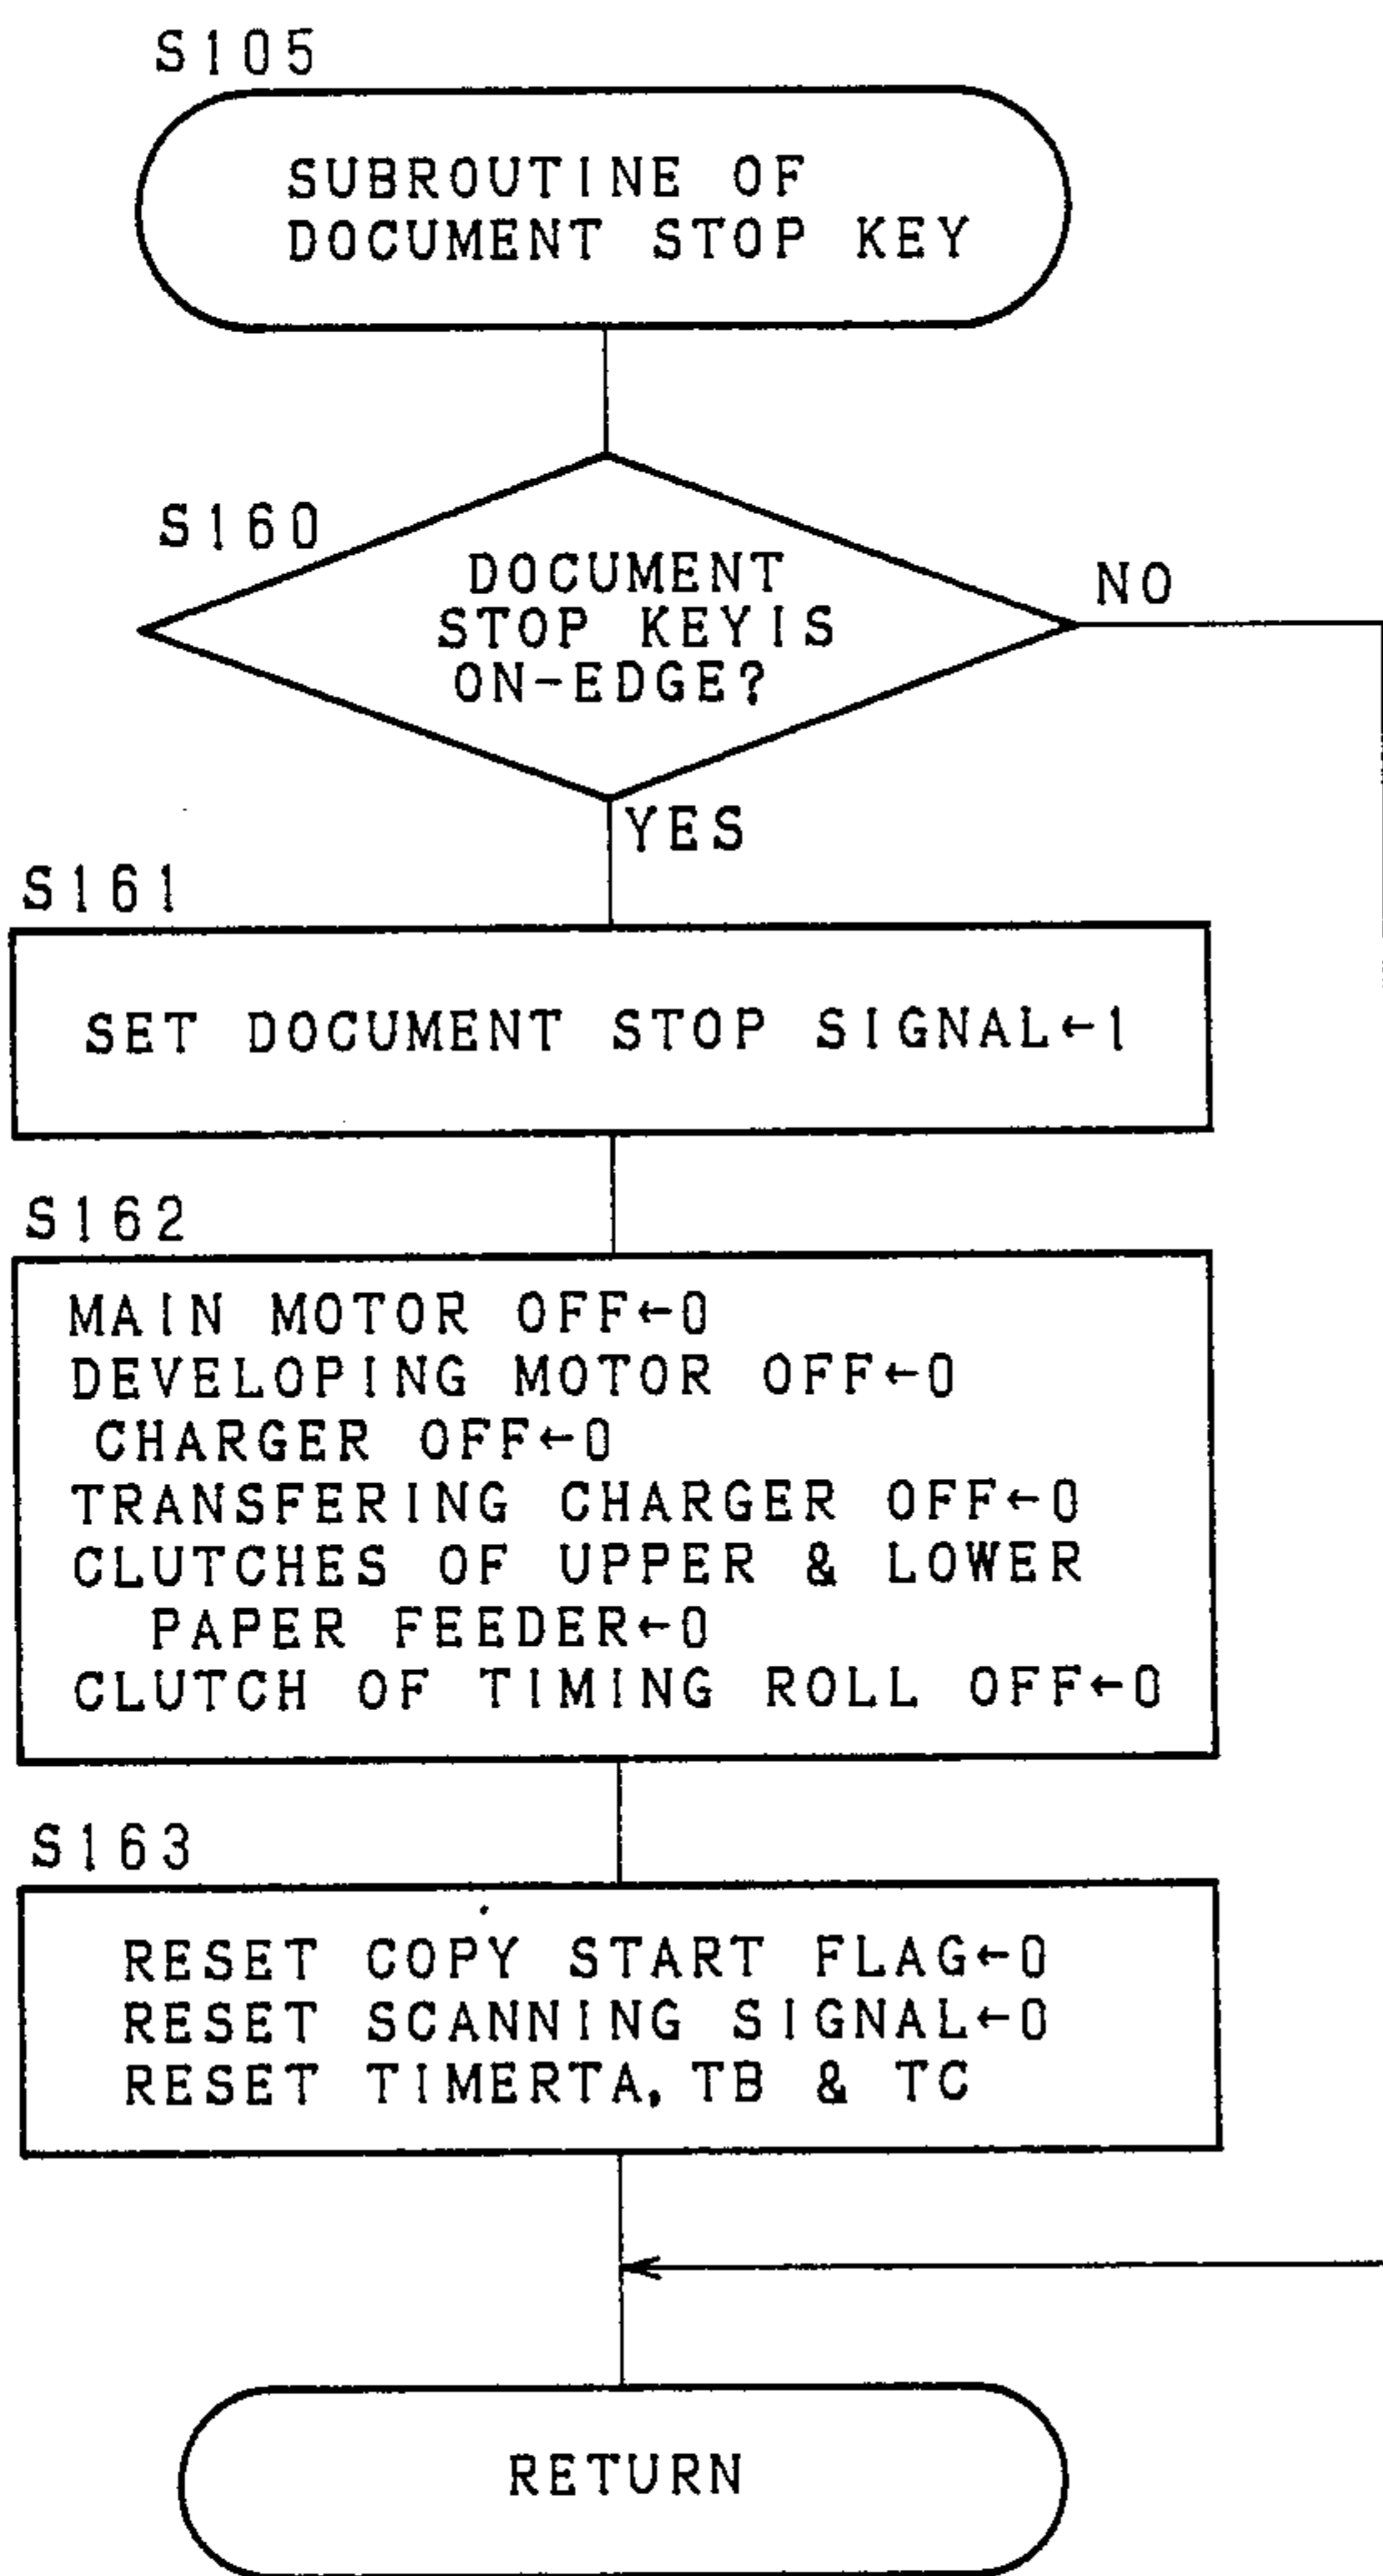 S105
SUBROUTINE OF
DOCUMENT STOP KEY
S160
DOCUMENT
STOP KEYIS
ON-EDGE?
NO
YES
S161
SET DOCUMENT STOP SIGNAL←1
S162
MAIN MOTOR OFF←0
DEVELOPING MOTOR OFF←0
CHARGER OFF←0
TRANSFERING CHARGER OFF←0
CLUTCHES OF UPPER & LOWER
PAPER FEEDER←0
CLUTCH OF TIMING ROLL OFF←0
S163
RESET COPY START FLAG←0
RESET SCANNING SIGNAL←0
RESET TIMERTA, TB & TC
RETURN